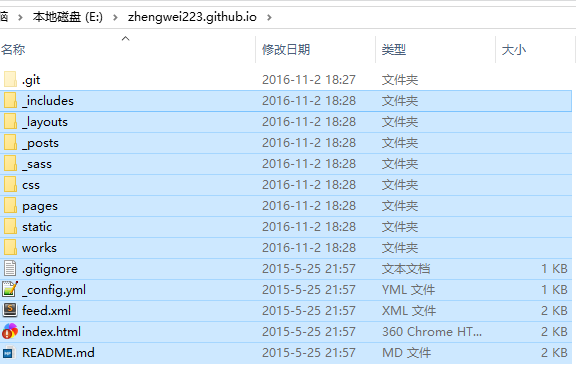 脑 > 本地磁盘 (E:) > zhengwei223.github.io >
名称 修改日期 类型 大小
.git 2016-11-2 18:27 文件夹
_includes 2016-11-2 18:28 文件夹
_layouts 2016-11-2 18:28 文件夹
_posts 2016-11-2 18:28 文件夹
_sass 2016-11-2 18:28 文件夹
css 2016-11-2 18:28 文件夹
pages 2016-11-2 18:28 文件夹
static 2016-11-2 18:28 文件夹
works 2016-11-2 18:28 文件夹
.gitignore 2015-5-25 21:57 文本文档 1 KB
_config.yml 2015-5-25 21:57 YML 文件 1 KB
feed.xml 2015-5-25 21:57 XML 文件 2 KB
index.html 2015-5-25 21:57 360 Chrome HT... 2 KB
README.md 2015-5-25 21:57 MD 文件 2 KB